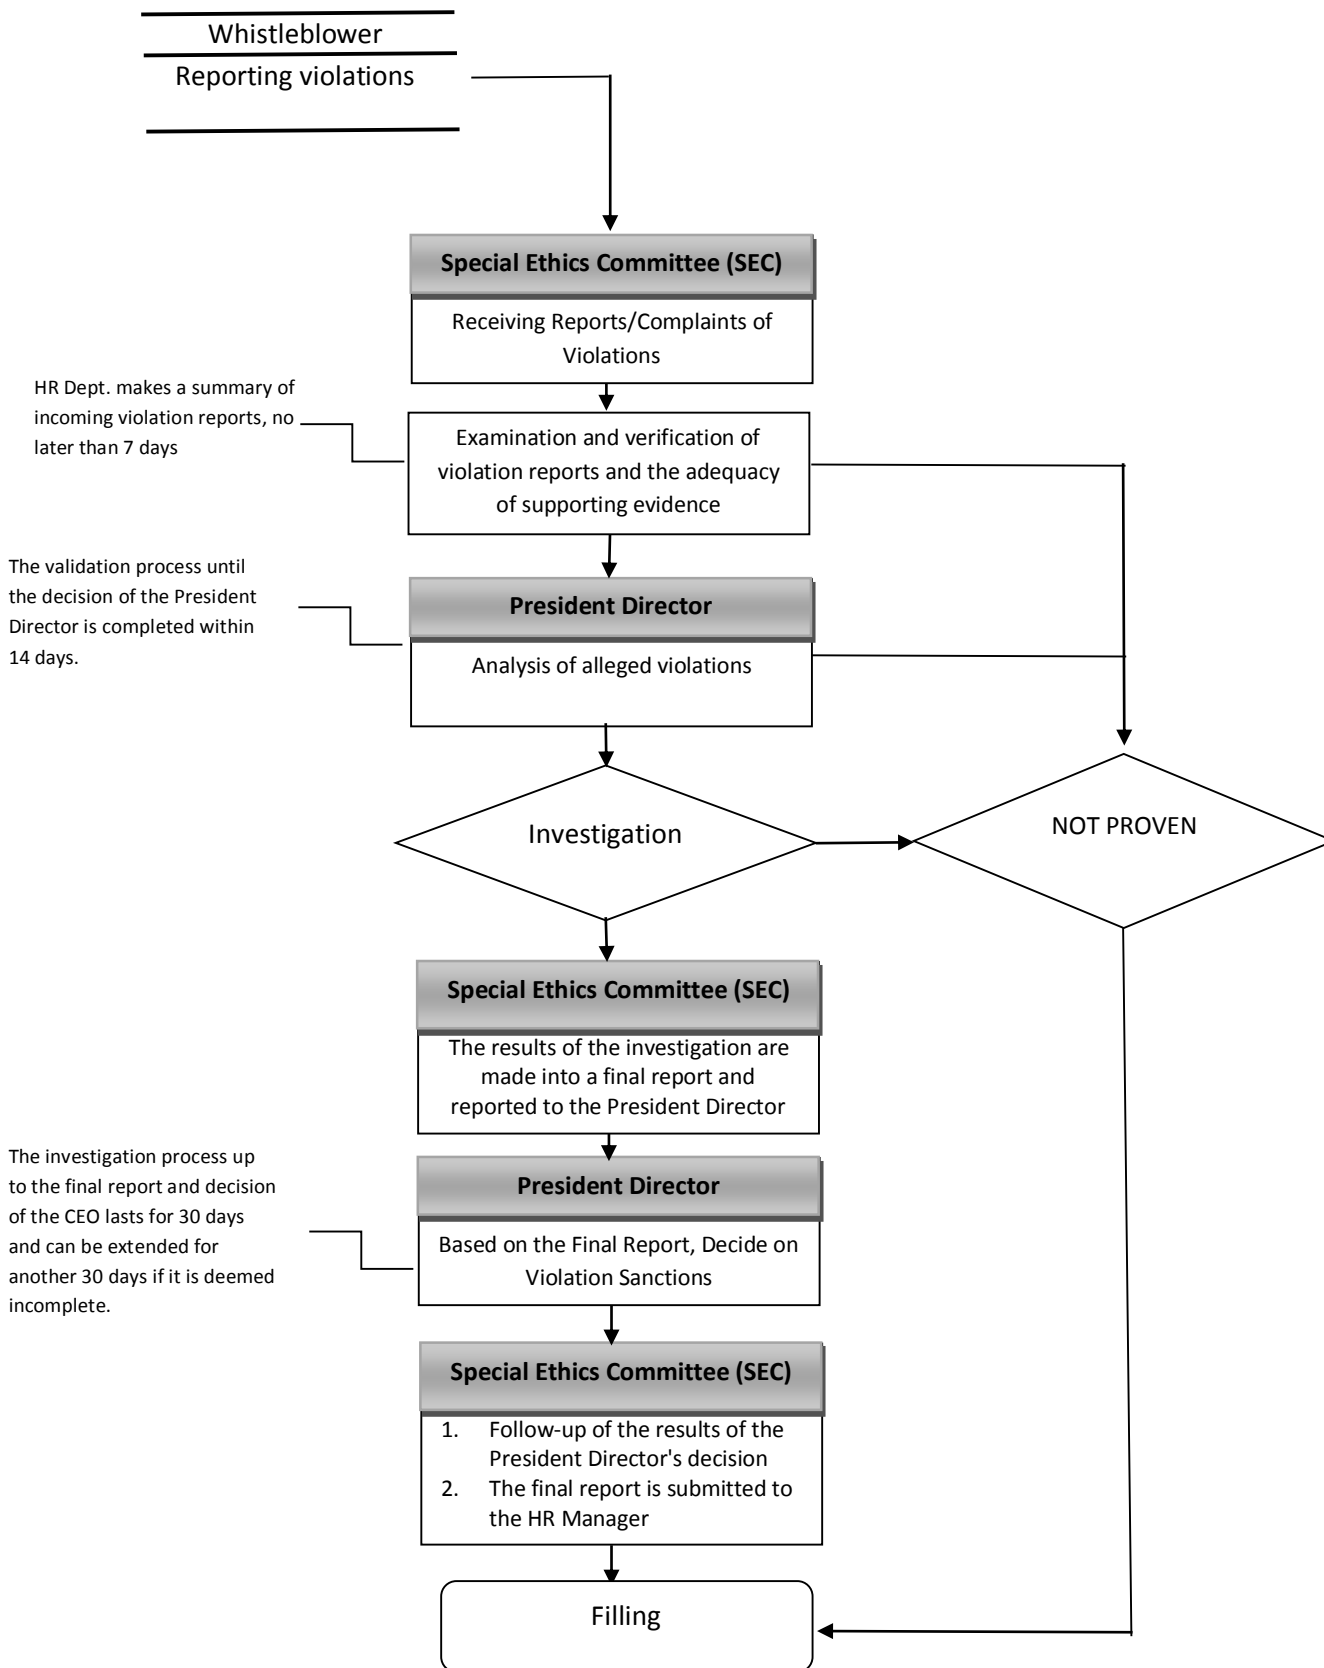 Whistleblower
Reporting violations
Special Ethics Committee (SEC)
Receiving Reports/Complaints of
Violations
HR Dept. makes a summary of
incoming violation reports, no
later than 7 days
Examination and verification of
violation reports and the adequacy
of supporting evidence
The validation process until
the decision of the President
Director is completed within
14 days.
President Director
Analysis of alleged violations
Investigation
NOT PROVEN
Special Ethics Committee (SEC)
The results of the investigation are
made into a final report and
reported to the President Director
The investigation process up
to the final report and decision
of the CEO lasts for 30 days
and can be extended for
another 30 days if it is deemed
incomplete.
President Director
Based on the Final Report, Decide on
Violation Sanctions
Special Ethics Committee (SEC)
1. Follow-up of the results of the
President Director's decision
2. The final report is submitted to
the HR Manager
Filling